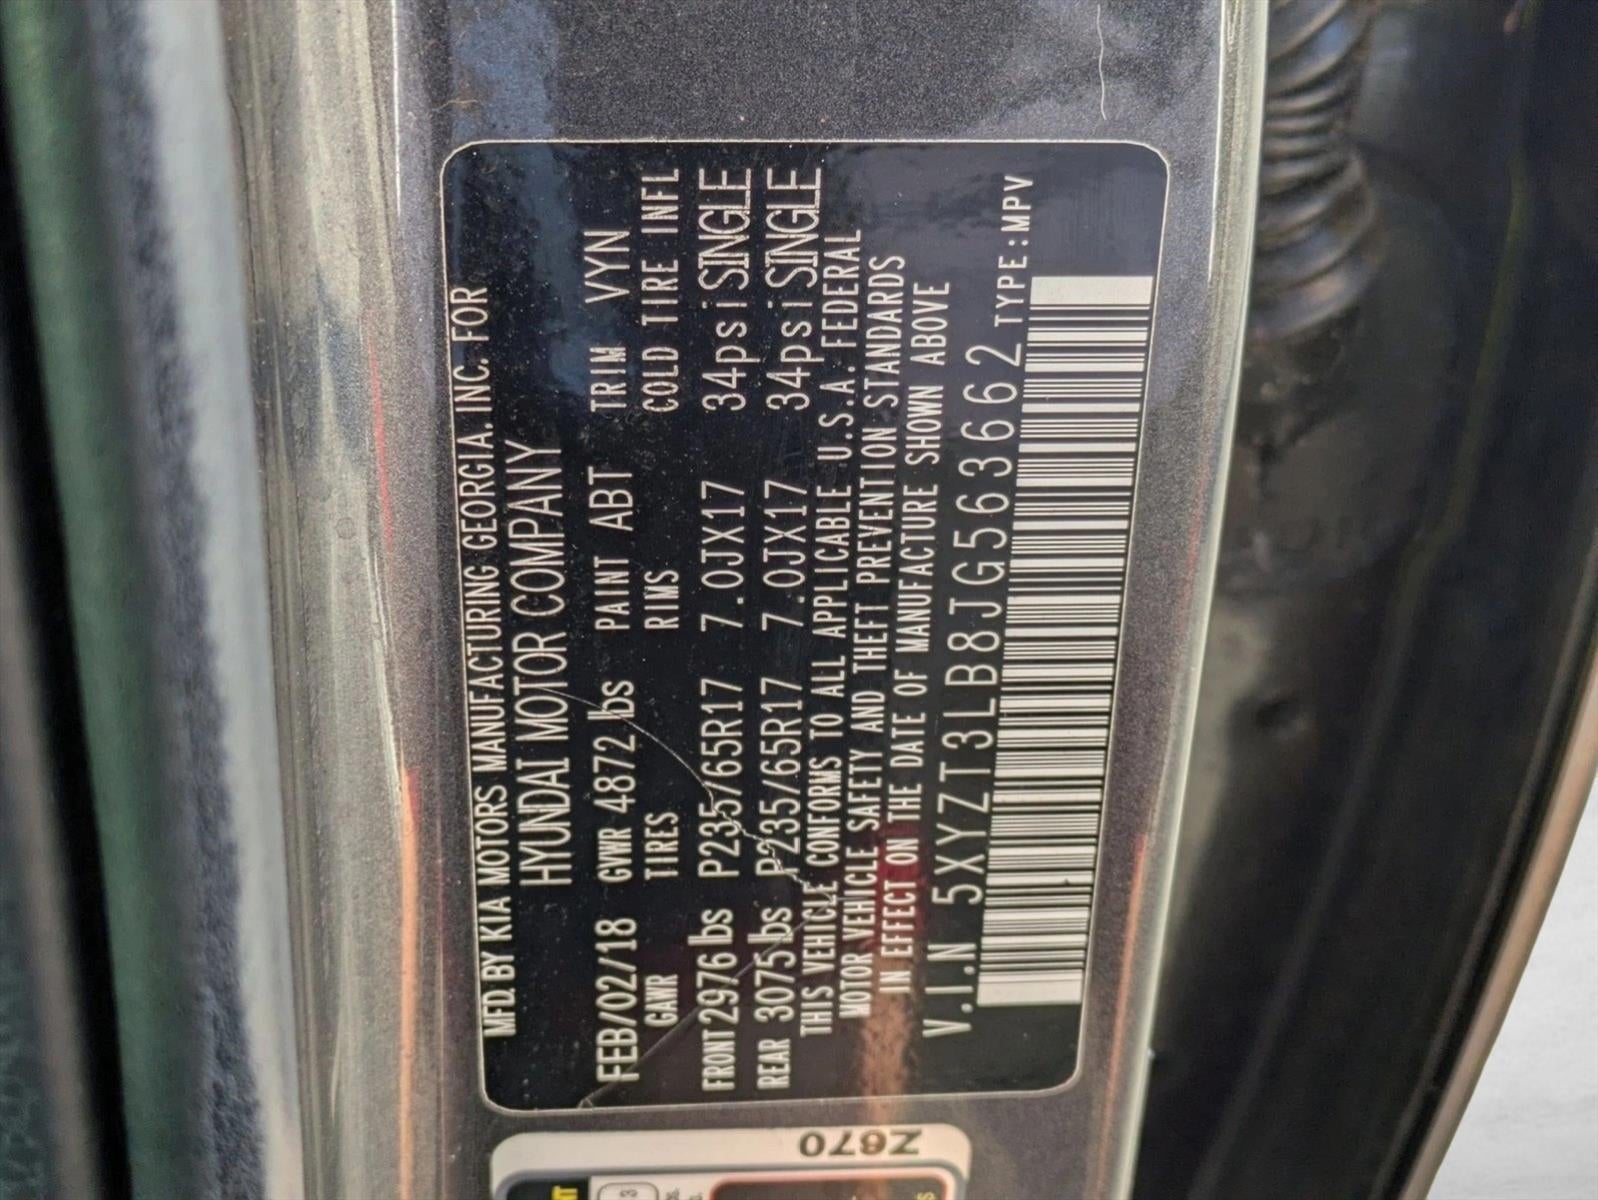 MFD. BY KIA MOTORS MANUFACTURING GEORGIA. INC. FOR
HYUNDAI MOTOR COMPANY
FEB/02/18 GVWR 4872 lbs PAINT ABT TRIM VYN
GAWR TIRES RIMS COLD TIRE INFL
FRONT 2976 lbs P235/65R17 7.0JX17 34psi SINGLE
REAR 3075 lbs P235/65R17 7.0JX17 34psi SINGLE
THIS VEHICLE CONFORMS TO ALL APPLICABLE U.S.A. FEDERAL
MOTOR VEHICLE SAFETY AND THEFT PREVENTION STANDARDS
IN EFFECT ON THE DATE OF MANUFACTURE SHOWN ABOVE
V.I.N 5XYZT3LB8JG563662 TYPE:MPV
Z670